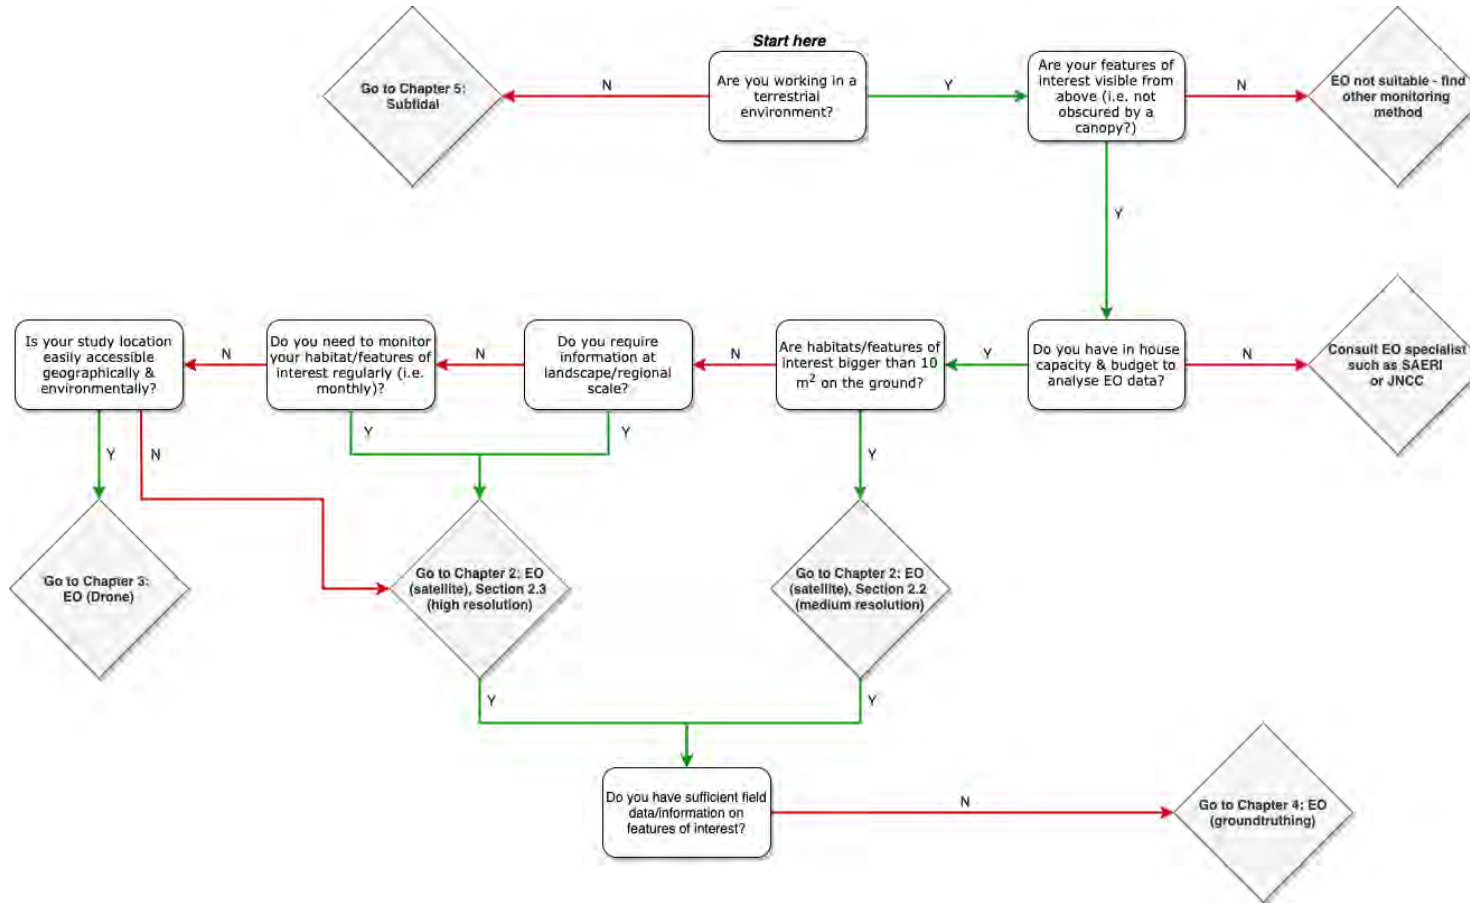 Start here
Go to Chapter 5:
Subtidal
N
Are you working in a
terrestrial
environment?
Y
Are your features of
interest visible from
above (i.e. not
obscured by a
canopy?)
N
EO not suitable - find
other monitoring
method
Y
Is your study location
easily accessible
geographically &
environmentally?
N
Do you need to monitor
your habitat/features of
interest regularly (i.e.
monthly)?
N
Do you require
information at
landscape/regional
scale?
N
Are habitats/features of
interest bigger than 10
m² on the ground?
Y
Do you have in house
capacity & budget to
analyse EO data?
N
Consult EO specialist
such as SAERI
or JNCC
Y
N
Y
Y
Y
Go to Chapter 3:
EO (Drone)
Go to Chapter 2: EO
(satellite), Section 2.3
(high resolution)
Go to Chapter 2: EO
(satellite), Section 2.2
(medium resolution)
Y
Y
Do you have sufficient field
data/information on
features of interest?
N
Go to Chapter 4: EO
(groundtruthing)